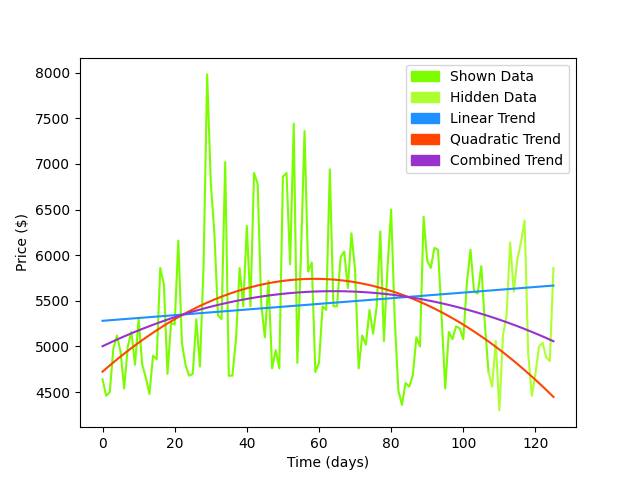 8000
7500
7000
6500
6000
5500
5000
4500
Price ($)
Shown Data
Hidden Data
Linear Trend
Quadratic Trend
Combined Trend
0 20 40 60 80 100 120
Time (days)